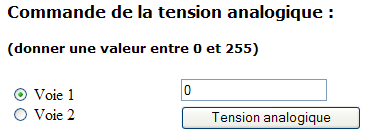 Commande de la tension analogique :
(donner une valeur entre 0 et 255)
Voie 1
0
Voie 2
Tension analogique